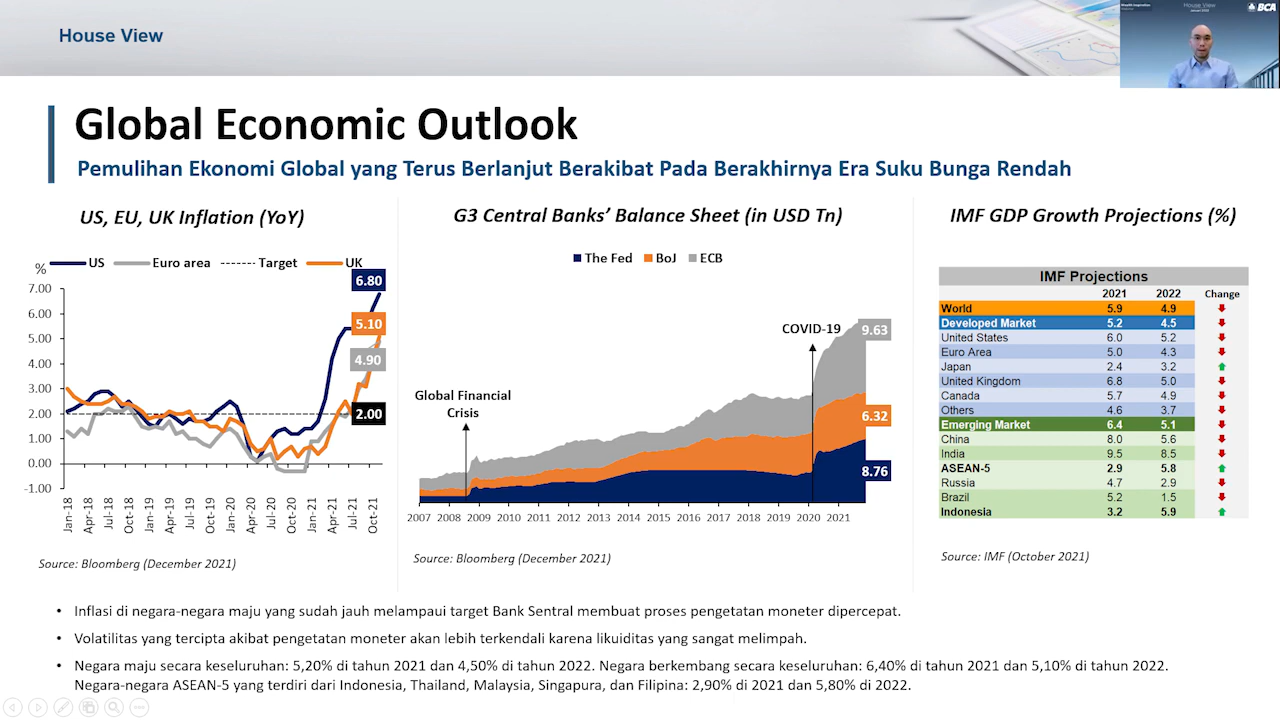 House View
House View
BCA
Global Economic Outlook
Pemulihan Ekonomi Global yang Terus Berlanjut Berakibat Pada Berakhirnya Era Suku Bunga Rendah
US, EU, UK Inflation (YoY)
%
US
Euro area
Target
UK
7.00
6.00
5.00
4.00
3.00
2.00
1.00
0.00
-1.00
6.80
5.10
4.90
2.00
Jan-18
Apr-18
Jul-18
Oct-18
Jan-19
Apr-19
Jul-19
Oct-19
Jan-20
Apr-20
Jul-20
Oct-20
Jan-21
Apr-21
Jul-21
Oct-21
Source: Bloomberg (December 2021)
G3 Central Banks' Balance Sheet (in USD Tn)
The Fed
BoJ
ECB
Global Financial
Crisis
COVID-19
9.63
6.32
8.76
2007 2008 2009 2010 2011 2012 2013 2014 2015 2016 2017 2018 2019 2020 2021
Source: Bloomberg (December 2021)
IMF GDP Growth Projections (%)
IMF Projections
2021 2022 Change
World 5.9 4.9
Developed Market 5.2 4.5
United States 6.0 5.2
Euro Area 5.0 4.3
Japan 2.4 3.2
United Kingdom 6.8 5.0
Canada 5.7 4.9
Others 4.6 3.7
Emerging Market 6.4 5.1
China 8.0 5.6
India 9.5 8.5
ASEAN-5 2.9 5.8
Russia 4.7 2.9
Brazil 5.2 1.5
Indonesia 3.2 5.9
Source: IMF (October 2021)
• Inflasi di negara-negara maju yang sudah jauh melampaui target Bank Sentral membuat proses pengetatan moneter dipercepat.
• Volatilitas yang tercipta akibat pengetatan moneter akan lebih terkendali karena likuiditas yang sangat melimpah.
• Negara maju secara keseluruhan: 5,20% di tahun 2021 dan 4,50% di tahun 2022. Negara berkembang secara keseluruhan: 6,40% di tahun 2021 dan 5,10% di tahun 2022.
Negara-negara ASEAN-5 yang terdiri dari Indonesia, Thailand, Malaysia, Singapura, dan Filipina: 2,90% di 2021 dan 5,80% di 2022.